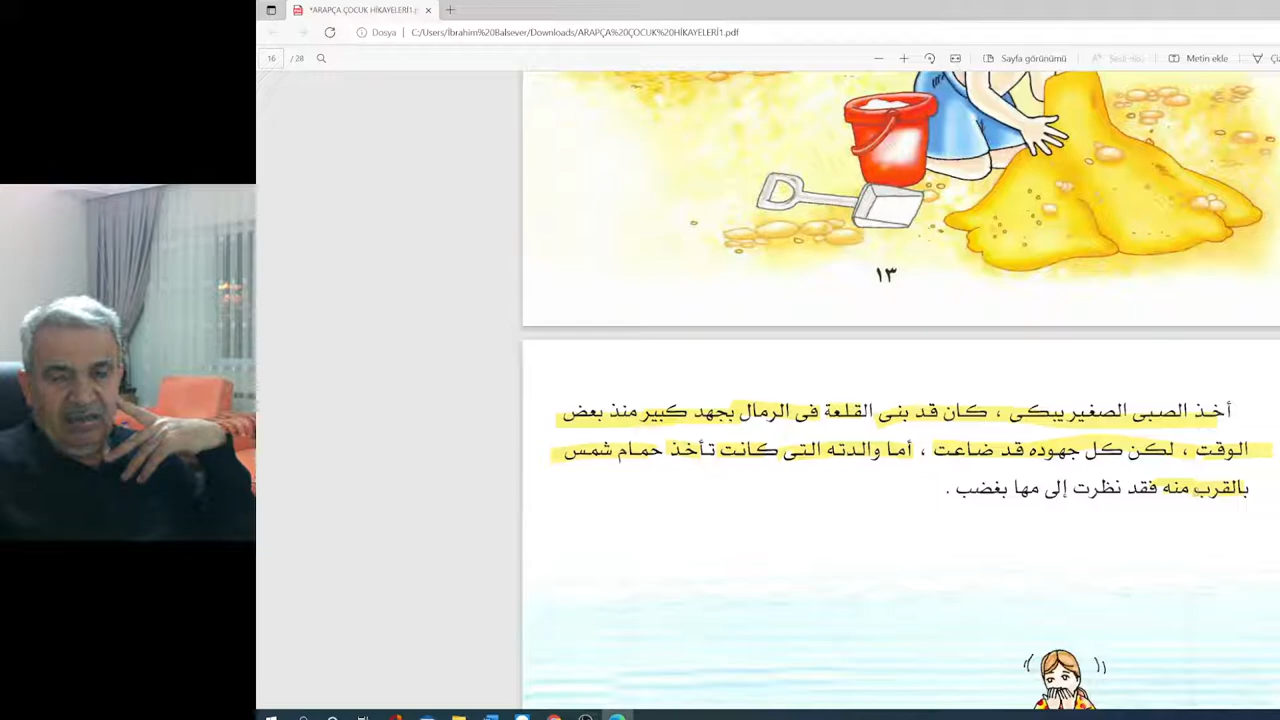 *ARAPÇA ÇOCUK HİKAYELERİ1.p
Dosya C:/Users/İbrahim%20Balsever/Downloads/ARAPÇA%20ÇOCUK%20HİKAYELERİ1.pdf
16 /28 Sayfa görünümü Metin ekle
١٣
أخذ الصبى الصغير يبكى ، كان قد بنى القلعة فى الرمال بجهد كبير منذ بعض
الوقت ، لكن كل جهوده قد ضاعت ، أما والدته التى كانت تأخذ حمام شمس
بالقرب منه فقد نظرت إلى مها بغضب .